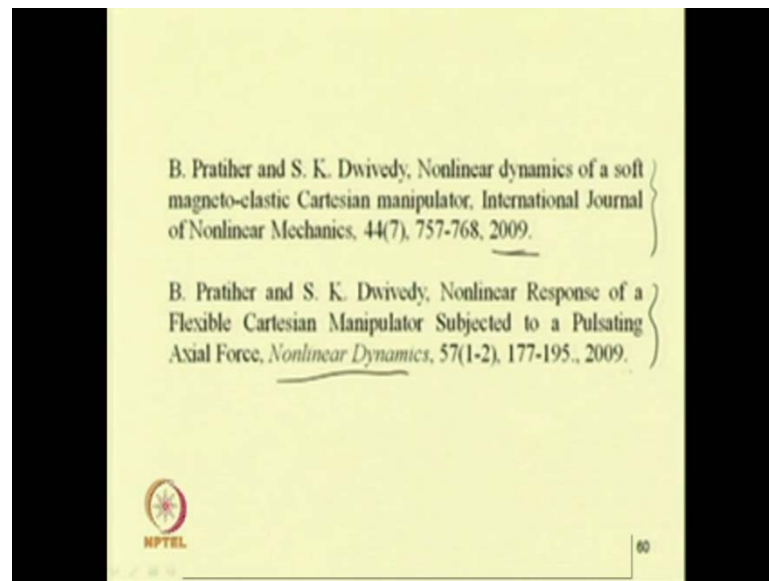 B. Pratiher and S. K. Dwivedy, Nonlinear dynamics of a soft
magneto-elastic Cartesian manipulator, International Journal
of Nonlinear Mechanics, 44(7), 757-768, 2009.
B. Pratiher and S. K. Dwivedy, Nonlinear Response of a
Flexible Cartesian Manipulator Subjected to a Pulsating
Axial Force, Nonlinear Dynamics, 57(1-2), 177-195., 2009.
NPTEL
60